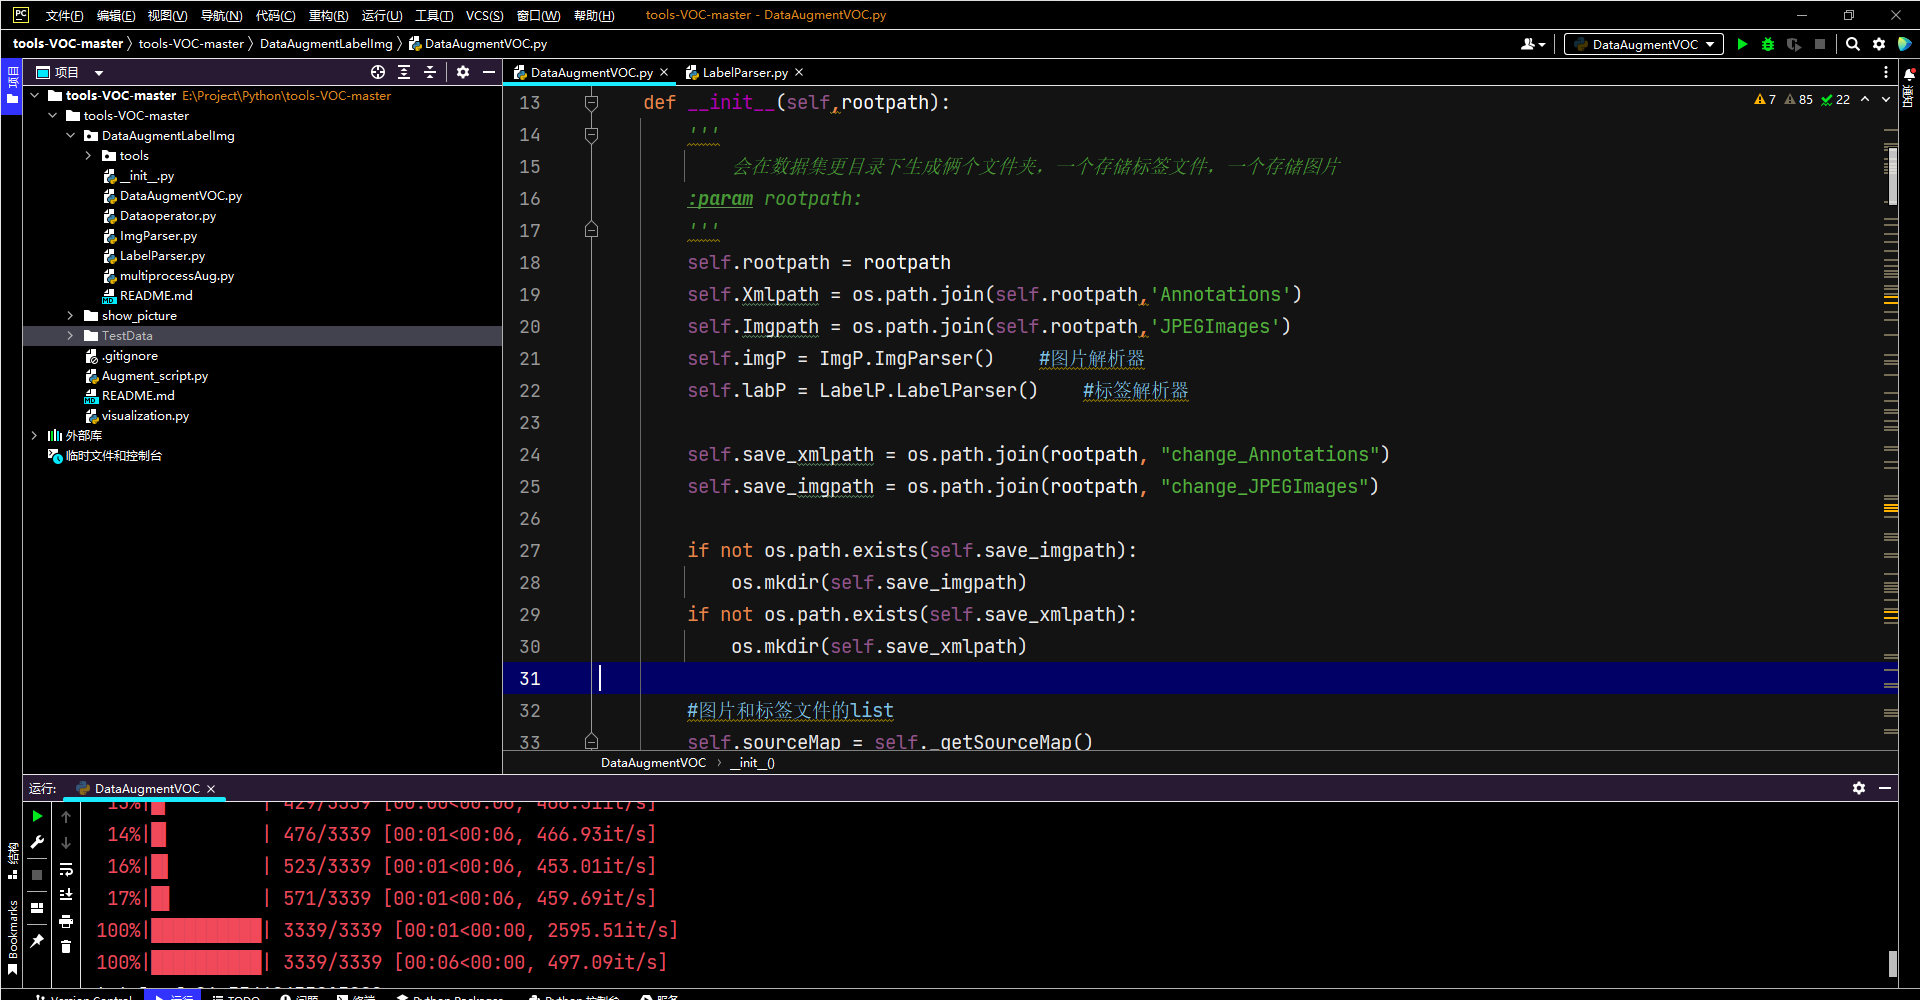 PC 文件(F) 编辑(E) 视图(V) 导航(N) 代码(C) 重构(R) 运行(U) 工具(T) VCS(S) 窗口(W) 帮助(H) tools-VOC-master - DataAugmentVOC.py
tools-VOC-master 〉 tools-VOC-master 〉 DataAugmentLabelImg 〉 DataAugmentVOC.py
DataAugmentVOC
项目
项目
DataAugmentVOC.py ×
LabelParser.py ×
通知
tools-VOC-master E:\Project\Python\tools-VOC-master
tools-VOC-master
DataAugmentLabelImg
tools
__init__.py
DataAugmentVOC.py
Dataoperator.py
ImgParser.py
LabelParser.py
multiprocessAug.py
README.md
show_picture
TestData
.gitignore
Augment_script.py
README.md
visualization.py
外部库
临时文件和控制台
7 85 22
13 def __init__(self,rootpath):
14 '''
15 会在数据集更目录下生成俩个文件夹，一个存储标签文件，一个存储图片
16 :param rootpath:
17 '''
18 self.rootpath = rootpath
19 self.Xmlpath = os.path.join(self.rootpath,'Annotations')
20 self.Imgpath = os.path.join(self.rootpath,'JPEGImages')
21 self.imgP = ImgP.ImgParser() #图片解析器
22 self.labP = LabelP.LabelParser() #标签解析器
23
24 self.save_xmlpath = os.path.join(rootpath, "change_Annotations")
25 self.save_imgpath = os.path.join(rootpath, "change_JPEGImages")
26
27 if not os.path.exists(self.save_imgpath):
28 os.mkdir(self.save_imgpath)
29 if not os.path.exists(self.save_xmlpath):
30 os.mkdir(self.save_xmlpath)
31
32 #图片和标签文件的list
33 self.sourceMap = self._getSourceMap()
DataAugmentVOC › __init__()
运行: DataAugmentVOC ×
13%| | 429/3339 [00:00<00:06, 466.51it/s]
14%| | 476/3339 [00:01<00:06, 466.93it/s]
16%| | 523/3339 [00:01<00:06, 453.01it/s]
17%| | 571/3339 [00:01<00:06, 459.69it/s]
100%| | 3339/3339 [00:01<00:00, 2595.51it/s]
100%| | 3339/3339 [00:06<00:00, 497.09it/s]
结构
Bookmarks
Version Control 运行 TODO 问题 终端 Python Packages Python 控制台 服务